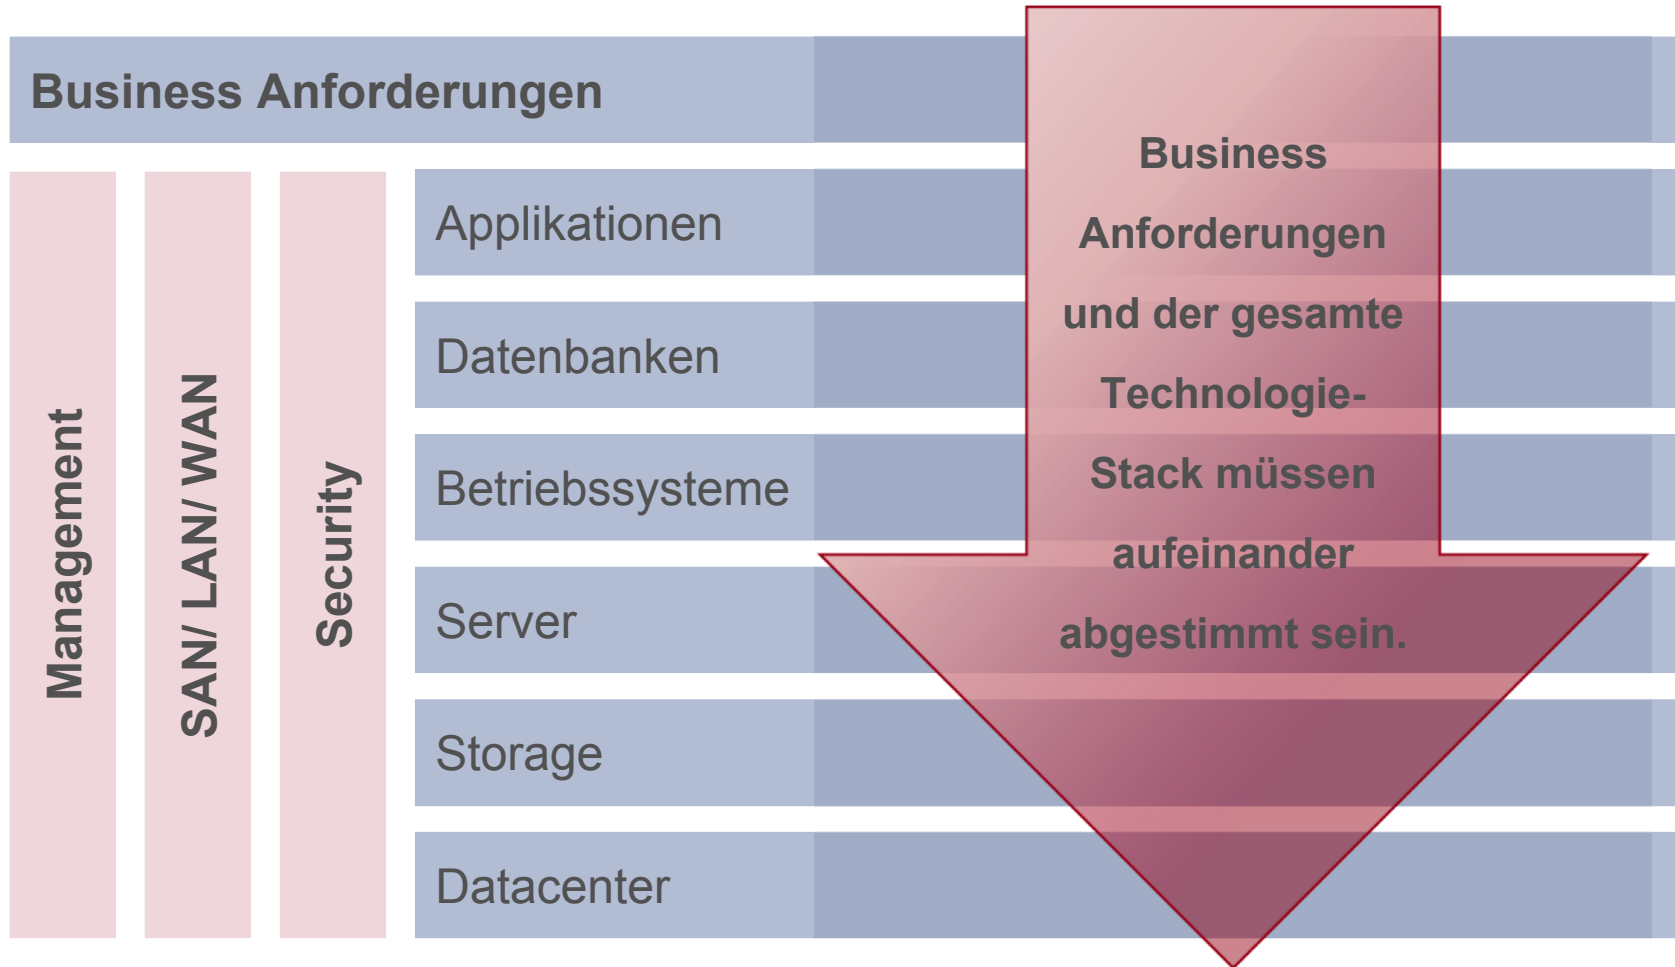 Business Anforderungen
Management
SAN/ LAN/ WAN
Security
Applikationen
Datenbanken
Betriebssysteme
Server
Storage
Datacenter
Business
Anforderungen
und der gesamte
Technologie-
Stack müssen
aufeinander
abgestimmt sein.